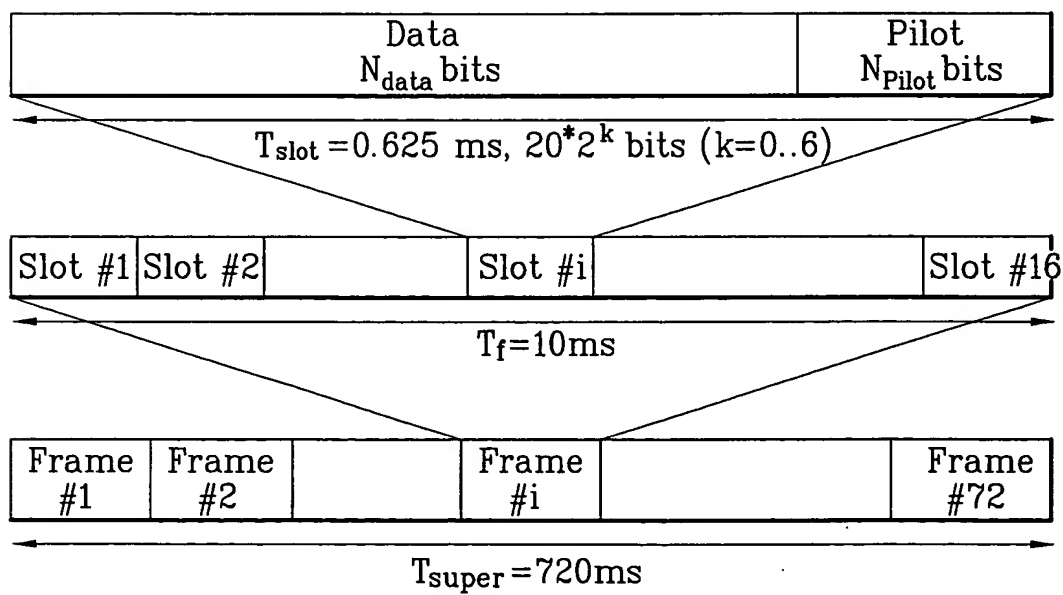 Data Pilot
N_data bits N_Pilot bits
T_slot =0.625 ms, 20*2^k bits (k=0..6)
Slot #1 Slot #2 Slot #i Slot #16
T_f=10ms
Frame Frame Frame Frame
#1 #2 #i #72
T_super=720ms